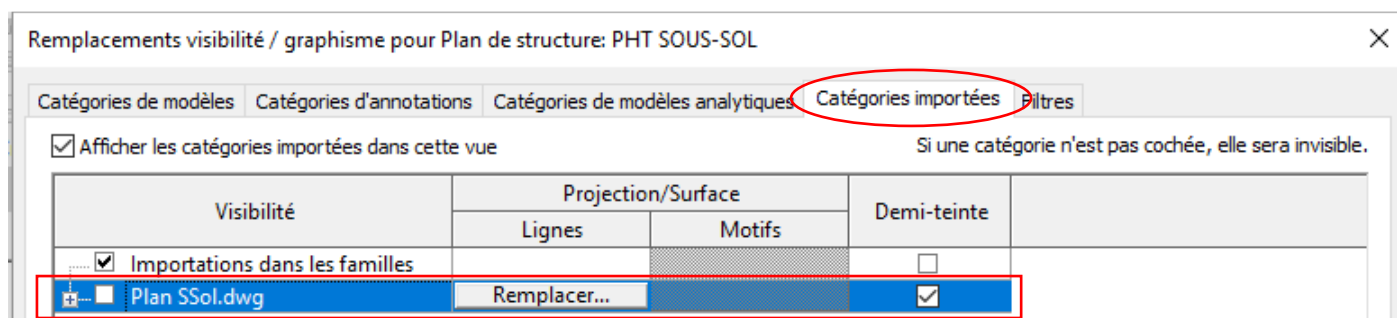 Remplacements visibilité / graphisme pour Plan de structure: PHT SOUS-SOL
Catégories de modèles Catégories d'annotations Catégories de modèles analytiques Catégories importées Filtres
Afficher les catégories importées dans cette vue Si une catégorie n'est pas cochée, elle sera invisible.
Visibilité Projection/Surface Demi-teinte
Lignes Motifs
Importations dans les familles
Plan SSol.dwg Remplacer...